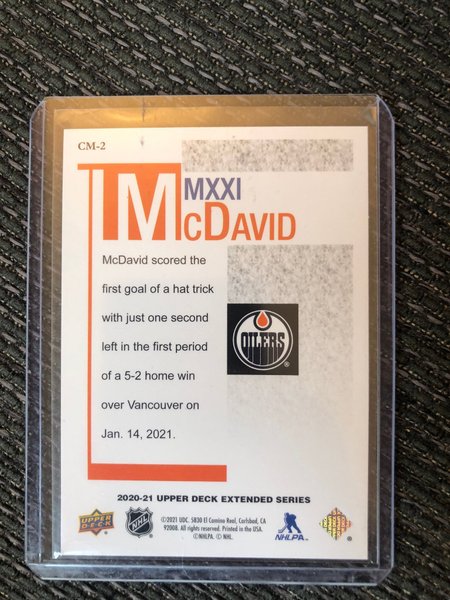 CM-2
MXXI
McDAVID
McDavid scored the
first goal of a hat trick
with just one second
left in the first period
of a 5-2 home win
over Vancouver on
Jan. 14, 2021.
OILERS
®
2020-21 UPPER DECK EXTENDED SERIES
UPPER DECK
NHL
©2021 UDC. 5830 El Camino Real, Carlsbad, CA
92008. All rights reserved. Printed in the USA.
©NHLPA. © NHL.
NHLPA
®